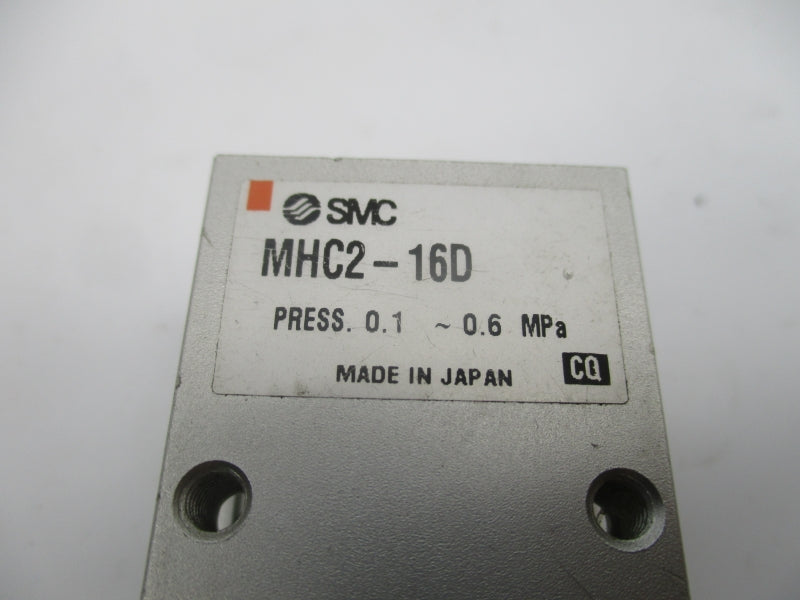 SMC
MHC2-16D
PRESS. 0.1 ~ 0.6 MPa
MADE IN JAPAN CQ